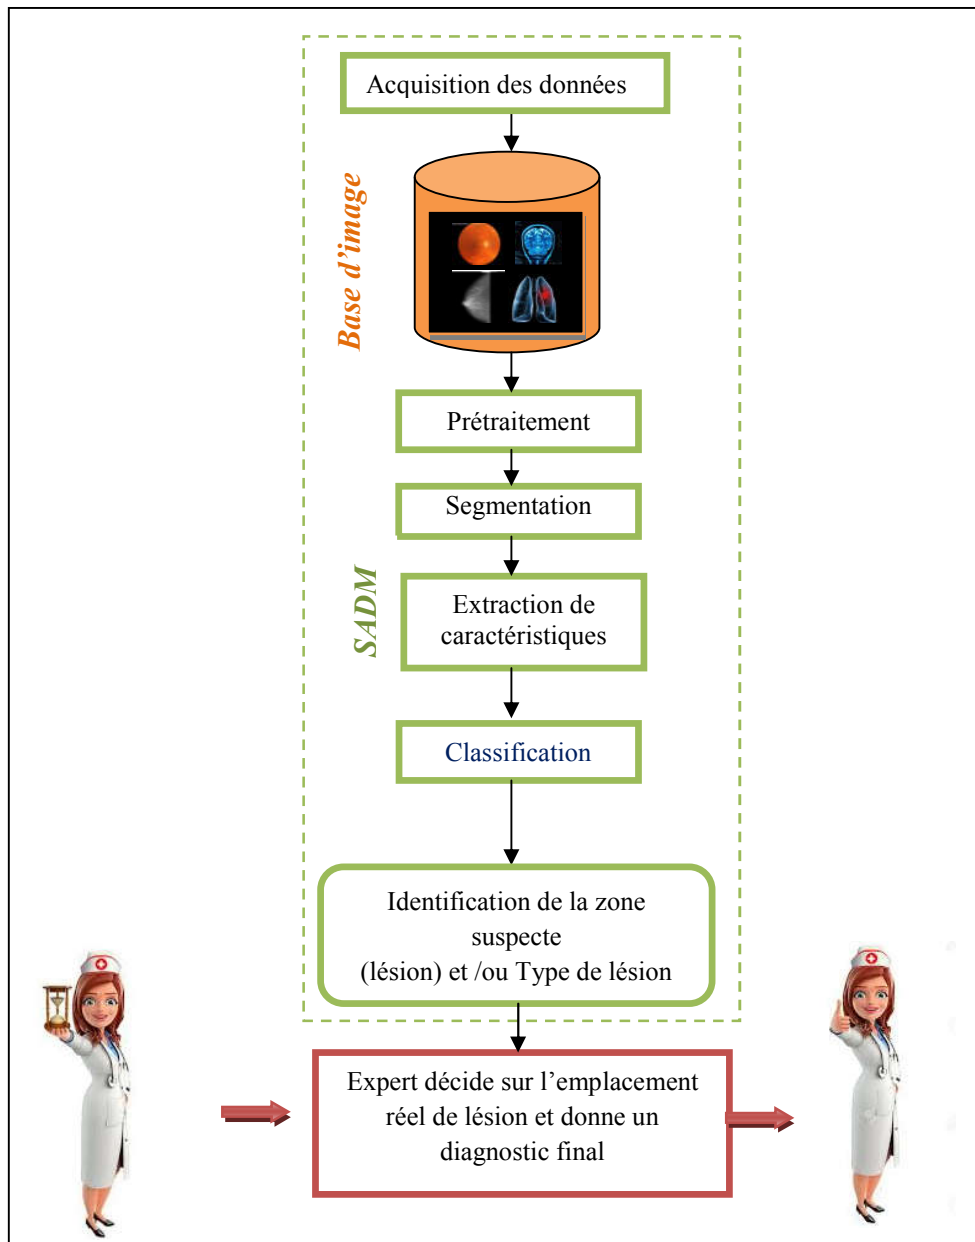 Acquisition des données
Base d'image
Prétraitement
Segmentation
SADM
Extraction de
caractéristiques
Classification
Identification de la zone
suspecte
(lésion) et /ou Type de lésion
Expert décide sur l’emplacement
réel de lésion et donne un
diagnostic final